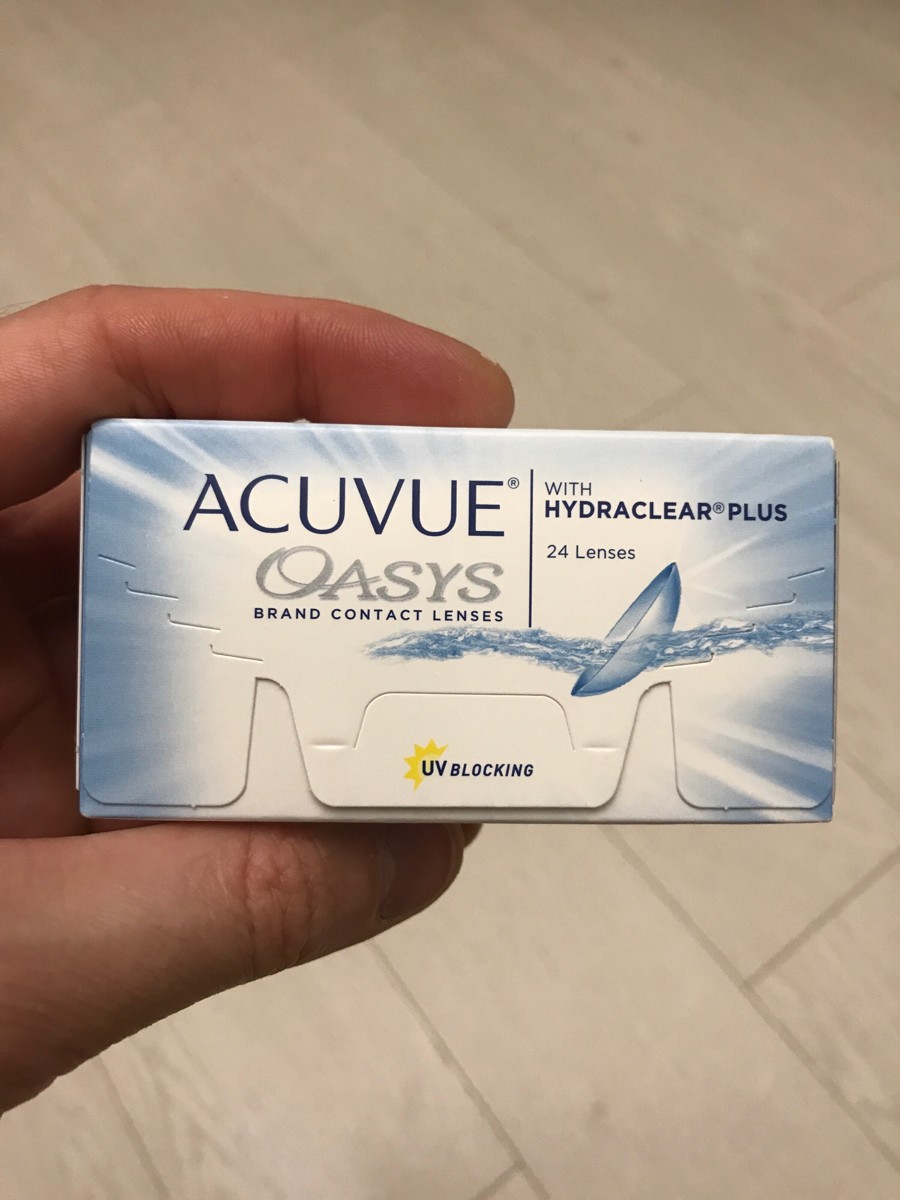 ACUVUE®
OASYS
BRAND CONTACT LENSES
WITH
HYDRACLEAR® PLUS
24 Lenses
UV BLOCKING